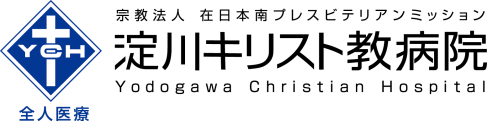 YCH
全人医療
宗教法人 在日本南プレスビテリアンミッション
淀川キリスト教病院
Yodogawa Christian Hospital